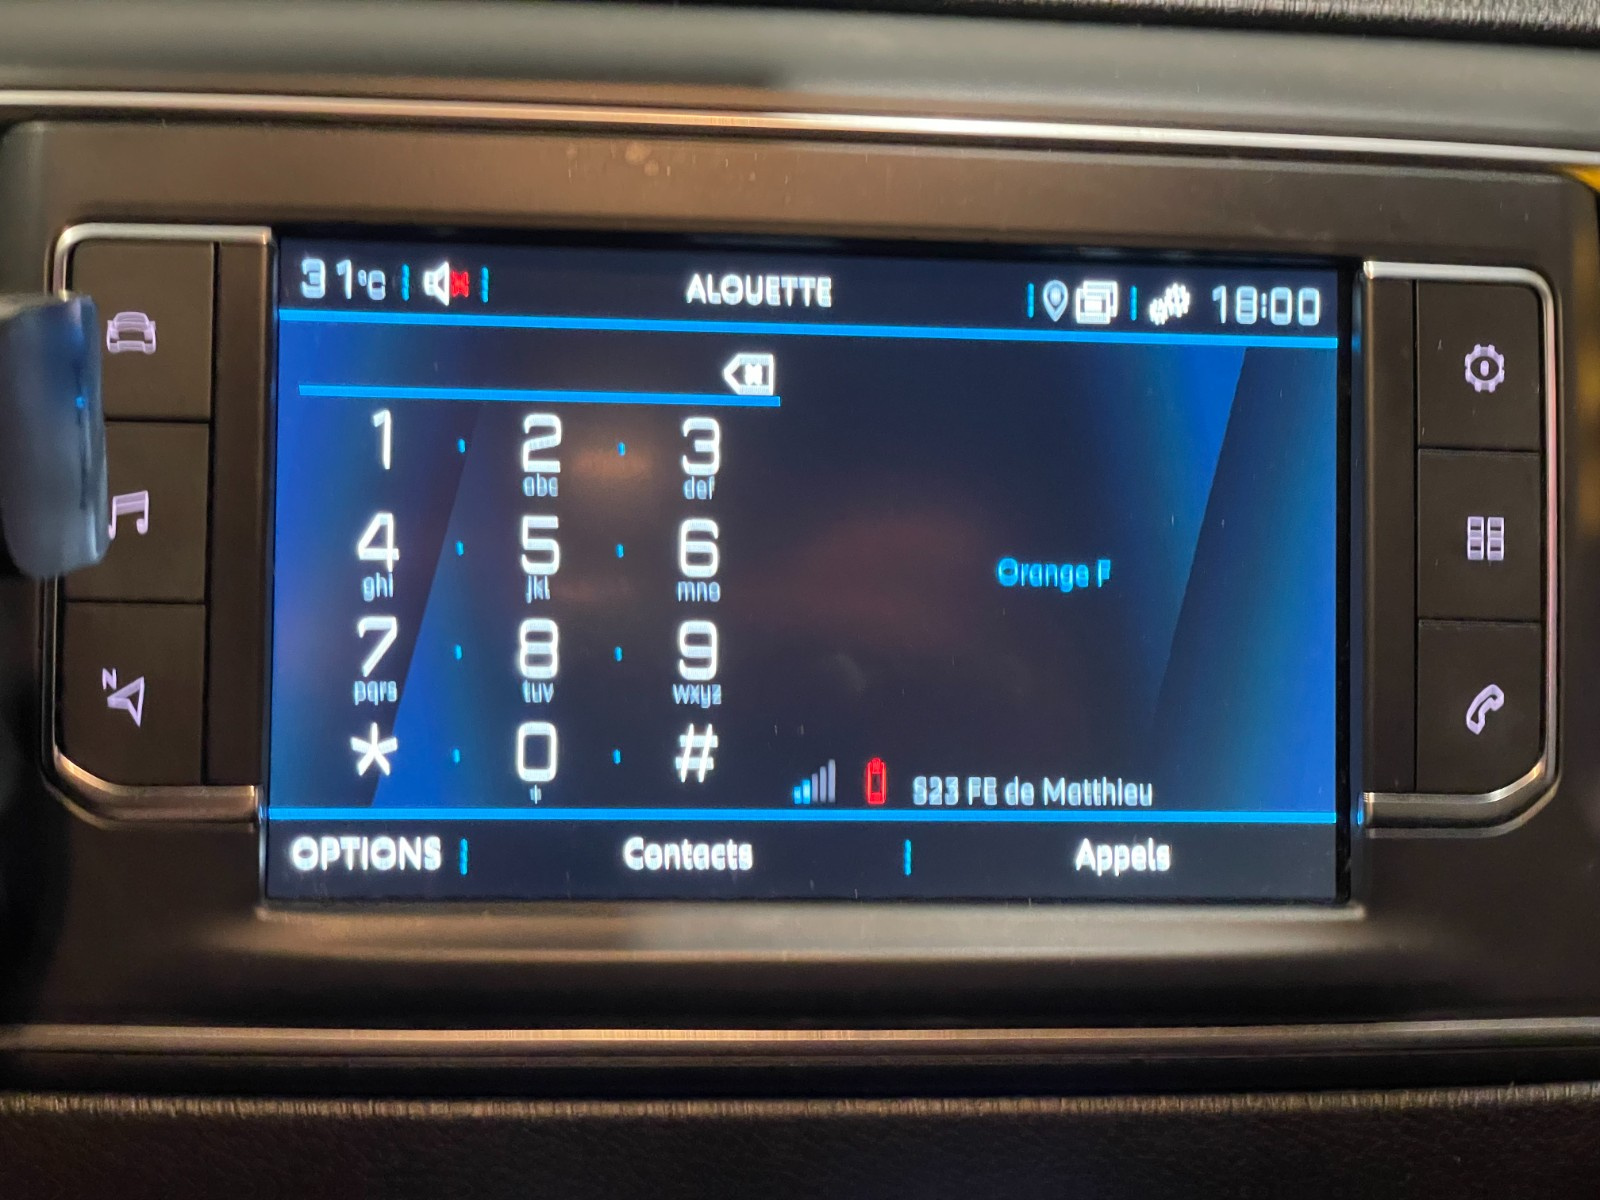 31°C
ALOUETTE
18:00
1
2
3
abc
def
4
5
6
ghi
jkl
mno
Orange F
7
8
9
pqrs
tuv
wxyz
*
0
#
+
S23 FE de Matthieu
OPTIONS
Contacts
Appels
N